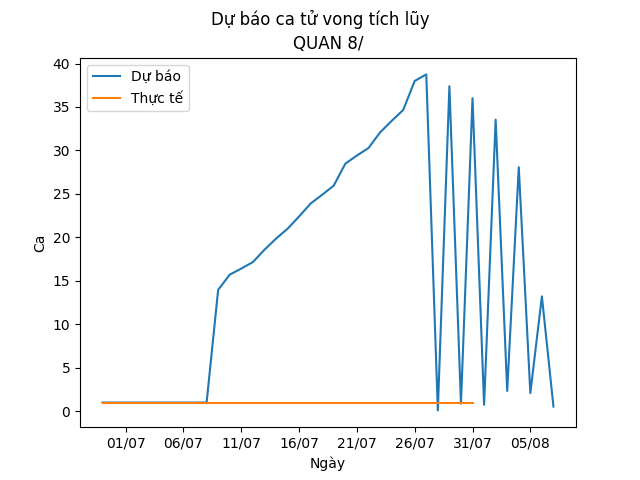 Dự báo ca tử vong tích lũy
QUAN 8/
Dự báo
Thực tế
Ca
40
35
30
25
20
15
10
5
0
01/07 06/07 11/07 16/07 21/07 26/07 31/07 05/08
Ngày